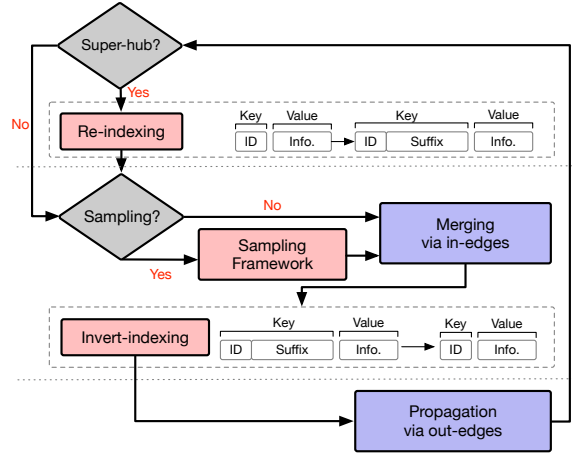 Super-hub?
Yes
No
Key Value Key Value
Re-indexing
ID Info. ID Suffix Info.
Sampling?
No
Yes
Sampling
Framework
Merging
via in-edges
Key Value Key Value
Invert-indexing
ID Suffix Info. ID Info.
Propagation
via out-edges